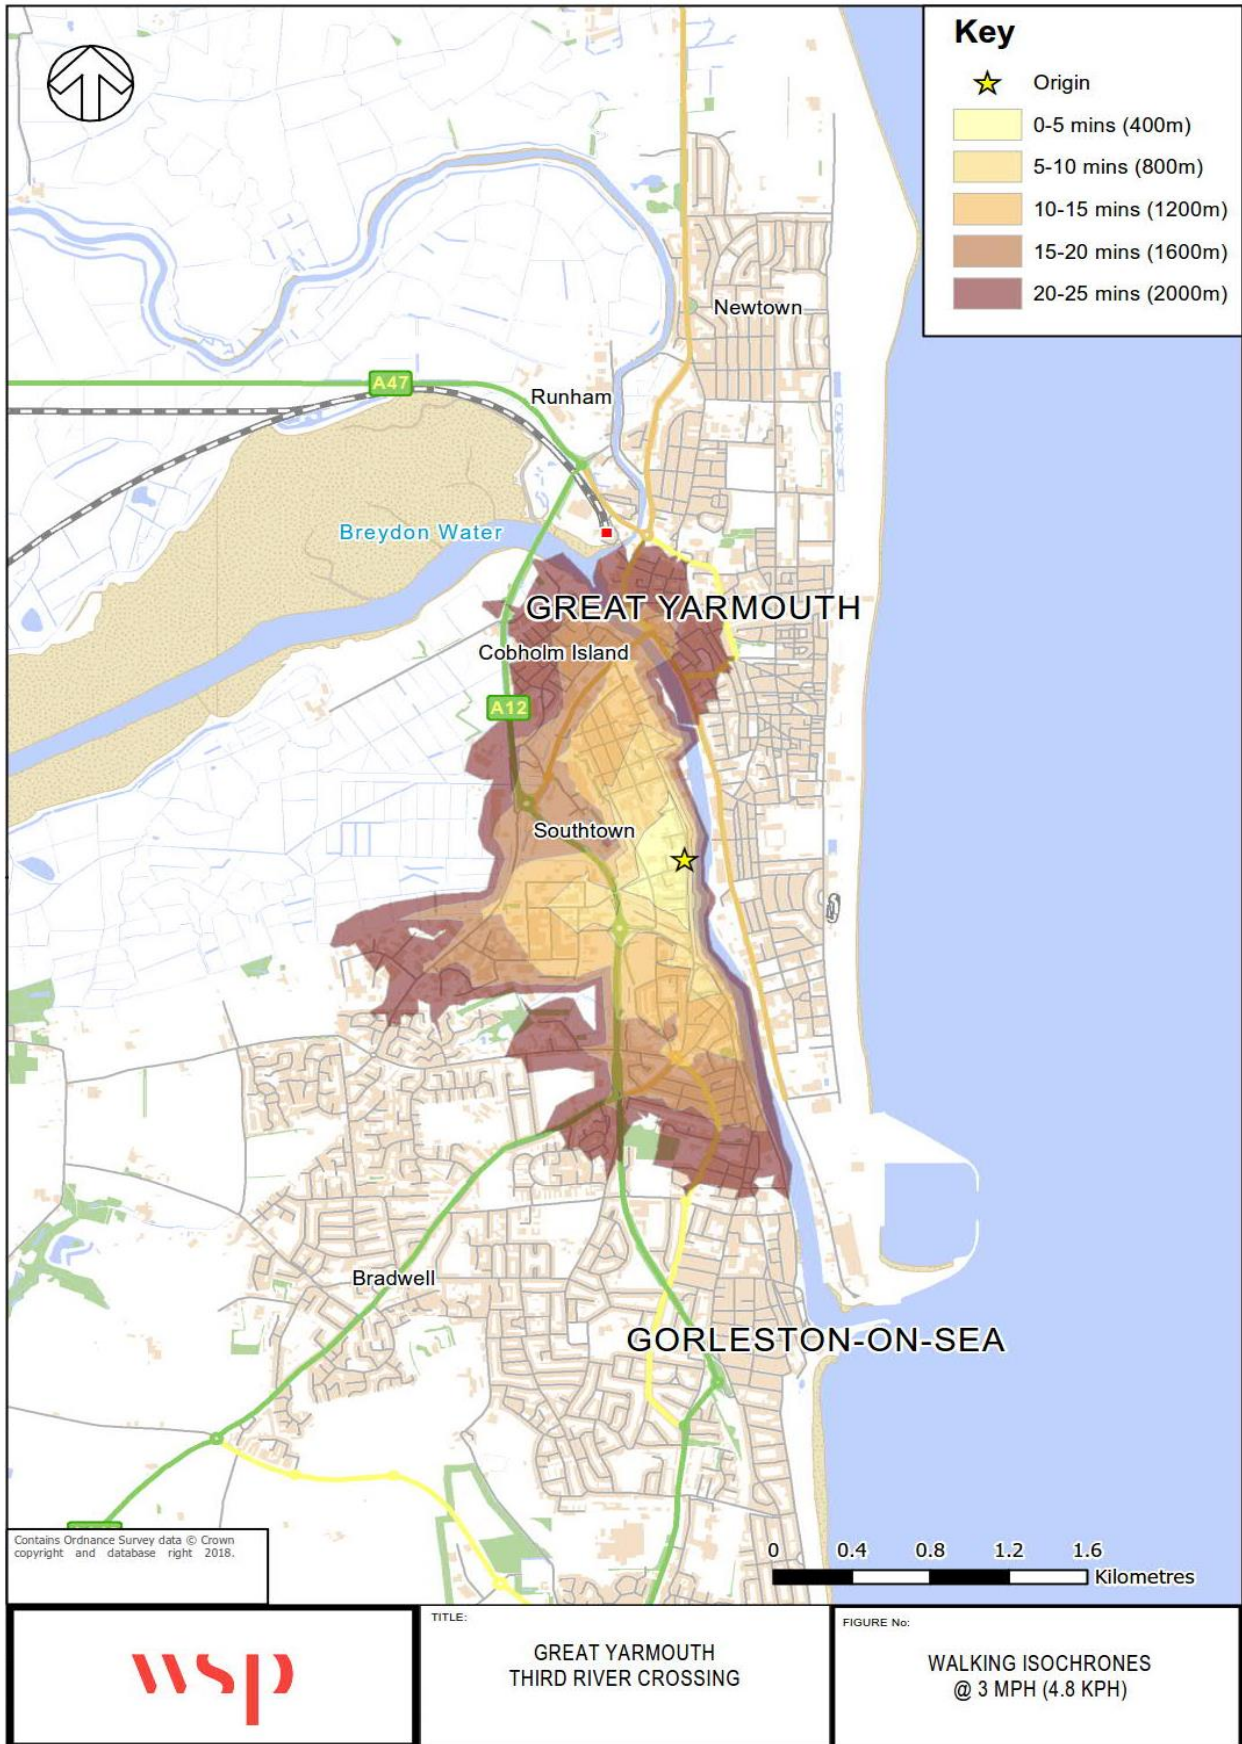 Key
Origin
0-5 mins (400m)
5-10 mins (800m)
10-15 mins (1200m)
15-20 mins (1600m)
20-25 mins (2000m)
Newtown
A47
Runham
Breydon Water
GREAT YARMOUTH
Cobholm Island
A12
Southtown
Bradwell
GORLESTON-ON-SEA
Contains Ordnance Survey data © Crown
copyright and database right 2018.
0 0.4 0.8 1.2 1.6
Kilometres
wsp
TITLE:
GREAT YARMOUTH
THIRD RIVER CROSSING
FIGURE No:
WALKING ISOCHRONES
@ 3 MPH (4.8 KPH)